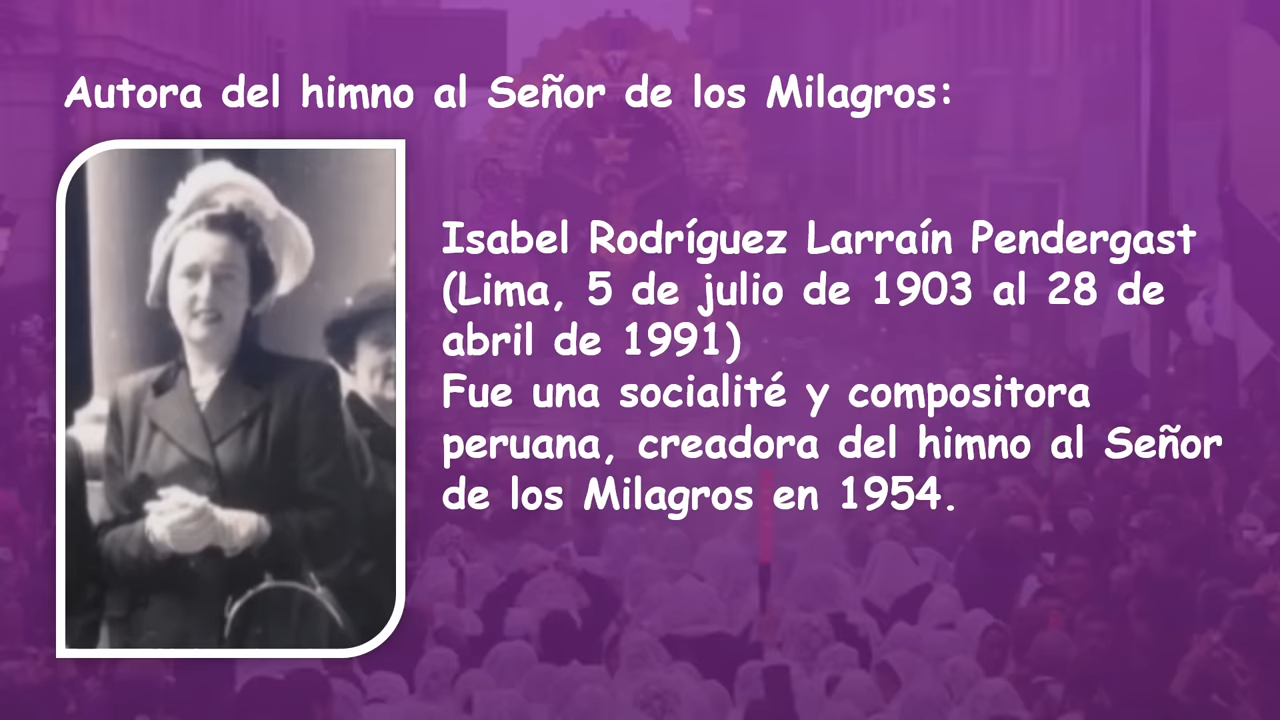 Autora del himno al Señor de los Milagros:
Isabel Rodríguez Larraín Pendergast
(Lima, 5 de julio de 1903 al 28 de
abril de 1991)
Fue una socialité y compositora
peruana, creadora del himno al Señor
de los Milagros en 1954.